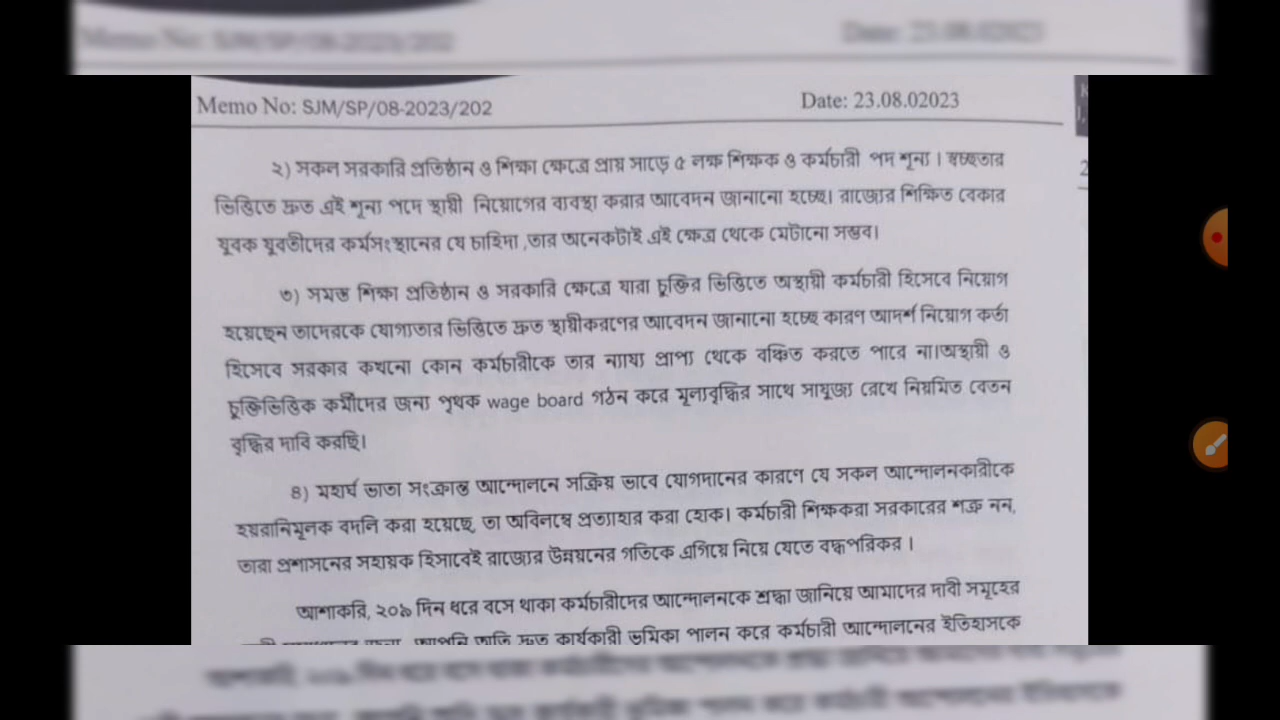 Memo No: SJM/SP/08-2023/202
Date: 23.08.02023
২) সকল সরকারি প্রতিষ্ঠান ও শিক্ষা ক্ষেত্রে প্রায় সাড়ে ৫ লক্ষ শিক্ষক ও কর্মচারী পদ শূন্য । স্বচ্ছতার
ভিত্তিতে দ্রুত এই শূন্য পদে স্থায়ী নিয়োগের ব্যবস্থা করার আবেদন জানানো হচ্ছে। রাজ্যের শিক্ষিত বেকার
যুবক যুবতীদের কর্মসংস্থানের যে চাহিদা ,তার অনেকটাই এই ক্ষেত্র থেকে মেটানো সম্ভব।
৩) সমস্ত শিক্ষা প্রতিষ্ঠান ও সরকারি ক্ষেত্রে যারা চুক্তির ভিত্তিতে অস্থায়ী কর্মচারী হিসেবে নিয়োগ
হয়েছেন তাদেরকে যোগ্যতার ভিত্তিতে দ্রুত স্থায়ীকরণের আবেদন জানানো হচ্ছে কারণ আদর্শ নিয়োগ কর্তা
হিসেবে সরকার কখনো কোন কর্মচারীকে তার ন্যায্য প্রাপ্য থেকে বঞ্চিত করতে পারে না।অস্থায়ী ও
চুক্তিভিত্তিক কর্মীদের জন্য পৃথক wage board গঠন করে মূল্যবৃদ্ধির সাথে সাযুজ্য রেখে নিয়মিত বেতন
বৃদ্ধির দাবি করছি।
৪) মহার্ঘ ভাতা সংক্রান্ত আন্দোলনে সক্রিয় ভাবে যোগদানের কারণে যে সকল আন্দোলনকারীকে
হয়রানিমূলক বদলি করা হয়েছে, তা অবিলম্বে প্রত্যাহার করা হোক। কর্মচারী শিক্ষকরা সরকারের শত্রু নন,
তারা প্রশাসনের সহায়ক হিসাবেই রাজ্যের উন্নয়নের গতিকে এগিয়ে নিয়ে যেতে বদ্ধপরিকর ।
আশাকরি, ২০৯ দিন ধরে বসে থাকা কর্মচারীদের আন্দোলনকে শ্রদ্ধা জানিয়ে আমাদের দাবী সমূহের
আপনি অতি দ্রুত কার্যকারী ভূমিকা পালন করে কর্মচারী আন্দোলনের ইতিহাসকে